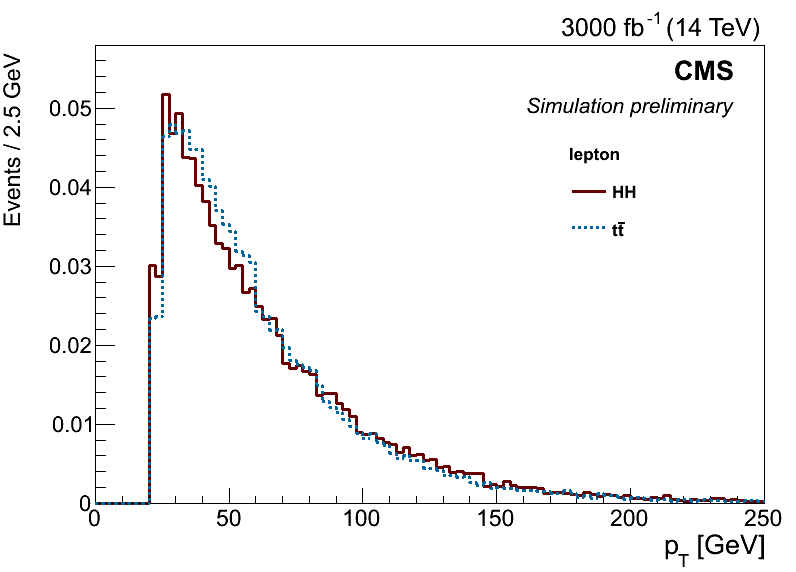 3000 fb⁻¹ (14 TeV)
CMS
Simulation preliminary
lepton
HH
tt̄
Events / 2.5 GeV
0.05
0.04
0.03
0.02
0.01
0
0 50 100 150 200 250
p_T [GeV]